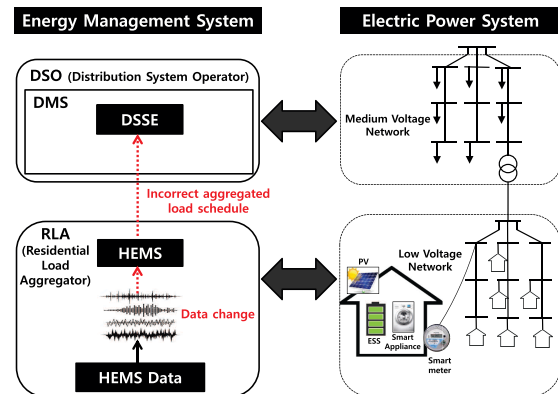 Energy Management System
Electric Power System
DSO (Distribution System Operator)
DMS
DSSE
Incorrect aggregated
load schedule
RLA
(Residential
Load
Aggregator)
HEMS
Data change
HEMS Data
Medium Voltage
Network
Low Voltage
Network
PV
ESS
Smart
Appliance
Smart
meter